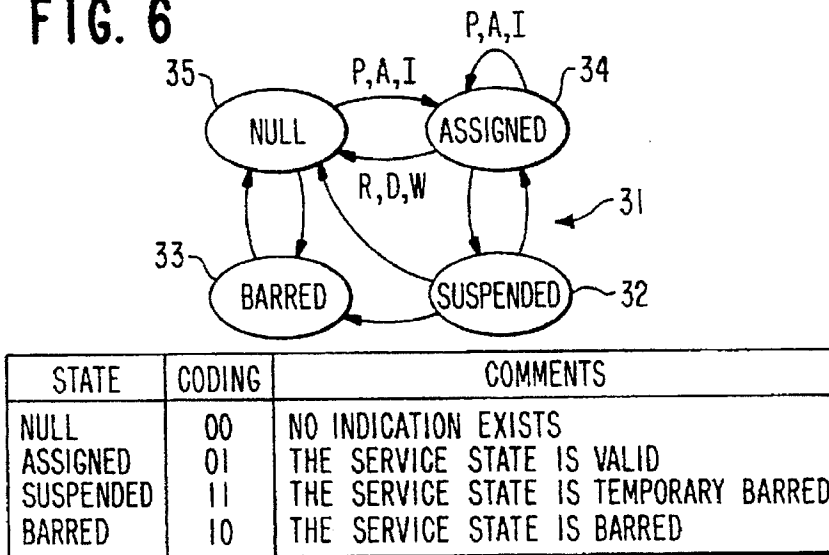 FIG. 6
P,A,I
35
P,A,I
34
NULL
ASSIGNED
R,D,W
31
33
BARRED
SUSPENDED
32
STATE CODING COMMENTS
NULL 00 NO INDICATION EXISTS
ASSIGNED 01 THE SERVICE STATE IS VALID
SUSPENDED 11 THE SERVICE STATE IS TEMPORARY BARRED
BARRED 10 THE SERVICE STATE IS BARRED